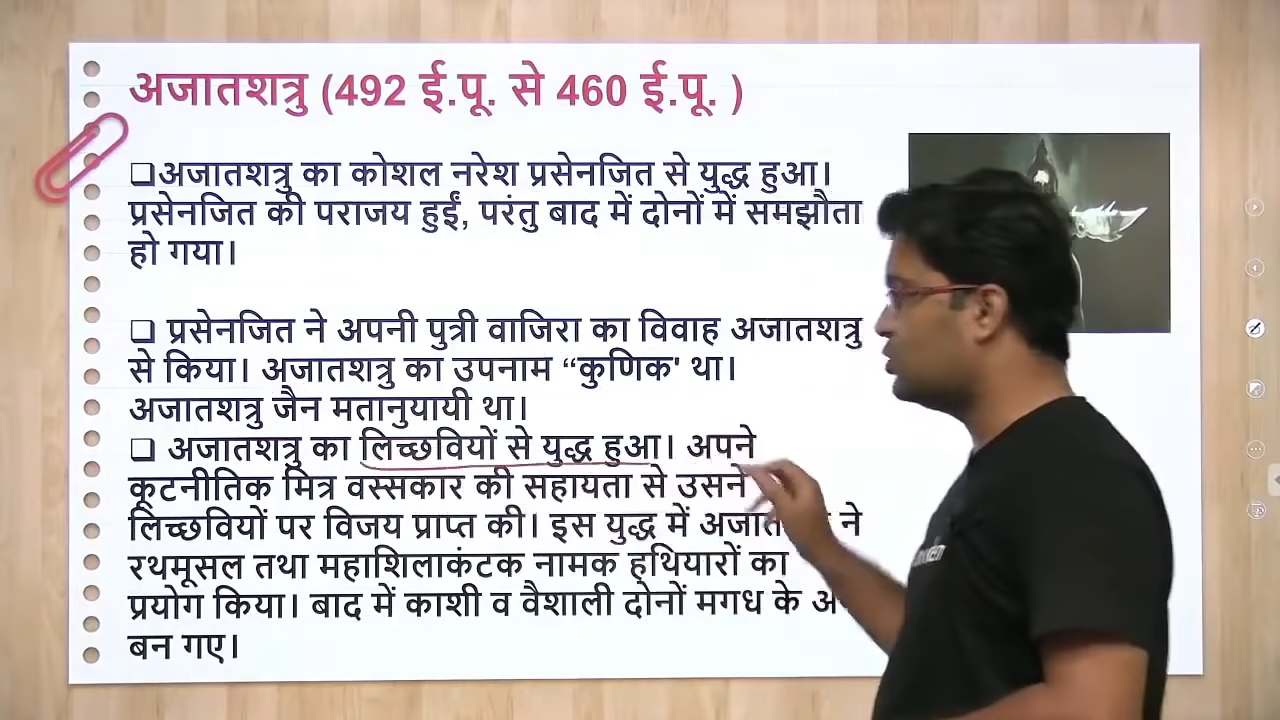 अजातशत्रु (492 ई.पू. से 460 ई.पू. )
❑अजातशत्रु का कोशल नरेश प्रसेनजित से युद्ध हुआ।
प्रसेनजित की पराजय हुईं, परंतु बाद में दोनों में समझौता
हो गया।
❑ प्रसेनजित ने अपनी पुत्री वाजिरा का विवाह अजातशत्रु
से किया। अजातशत्रु का उपनाम “कुणिक' था।
अजातशत्रु जैन मतानुयायी था।
❑ अजातशत्रु का लिच्छवियों से युद्ध हुआ। अपने
कूटनीतिक मित्र वस्सकार की सहायता से उसने
लिच्छवियों पर विजय प्राप्त की। इस युद्ध में ने
रथमूसल तथा महाशिलाकंटक नामक हथियारों का
प्रयोग किया। बाद में काशी व वैशाली दोनों मगध के
बन गए।